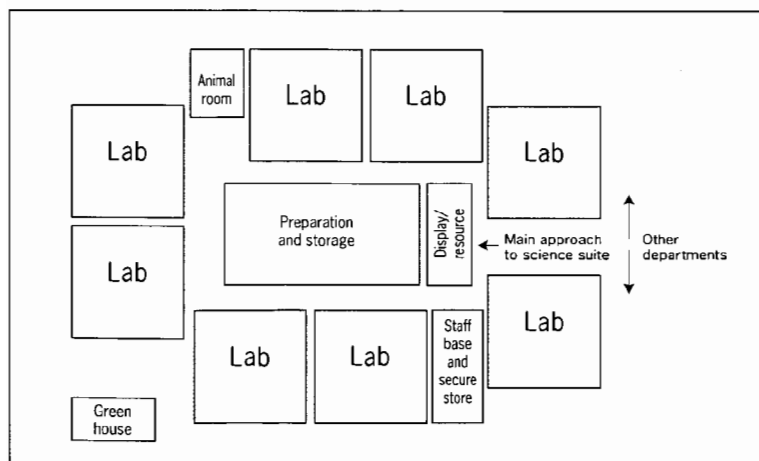 Animal
room
Lab
Lab
Lab
Lab
Preparation
and storage
Display/
resource
Main approach
to science suite
Other
departments
Lab
Lab
Lab
Staff
base
and
secure
store
Lab
Green
house